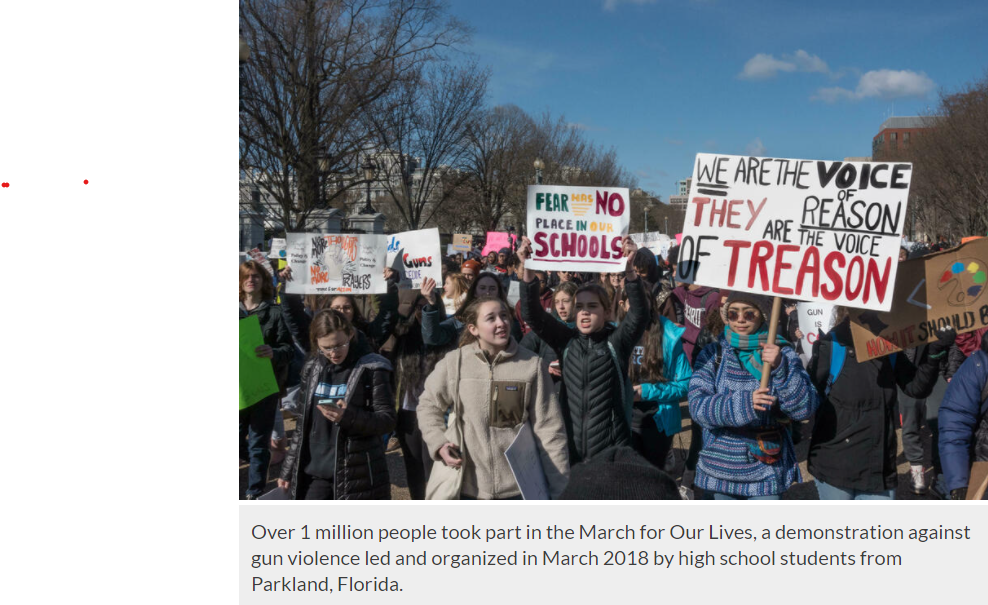 WE ARE THE VOICE
OF
REASON
THEY
ARE THE VOICE
OF TREASON
FEAR HAS NO
PLACE IN OUR
SCHOOLS
GUNS
GUN
IS
SHOULD B
Over 1 million people took part in the March for Our Lives, a demonstration against
gun violence led and organized in March 2018 by high school students from
Parkland, Florida.